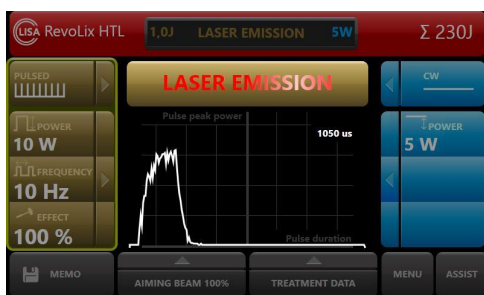 LISA RevoLix HTL
1,0J LASER EMISSION 5W
Σ 230J
PULSED
LASER EMISSION
CW
Pulse peak power
1050 us
POWER
10 W
POWER
5 W
FREQUENCY
10 Hz
EFFECT
100 %
Pulse duration
MEMO
AIMING BEAM 100%
TREATMENT DATA
MENU
ASSIST